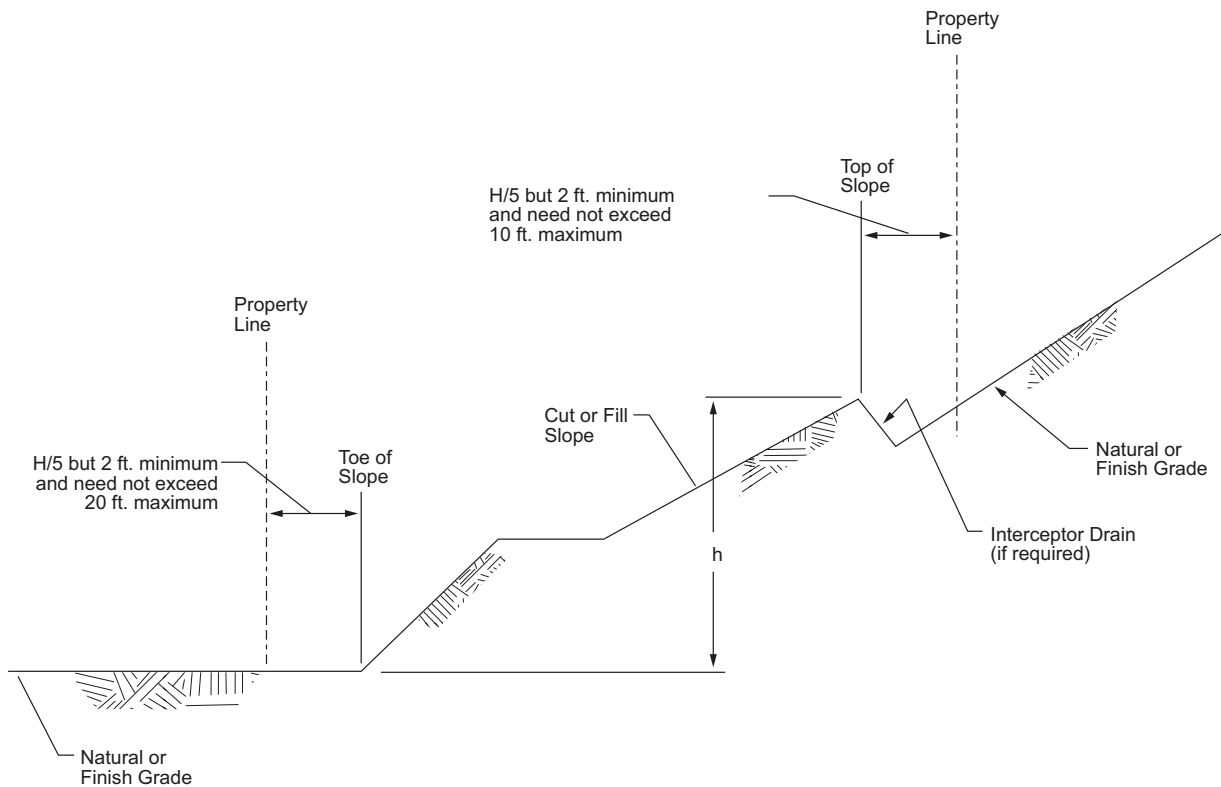 Property
Line
Top of
Slope
H/5 but 2 ft. minimum
and need not exceed
10 ft. maximum
Property
Line
Cut or Fill
Slope
Natural or
Finish Grade
H/5 but 2 ft. minimum
and need not exceed
20 ft. maximum
Toe of
Slope
Interceptor Drain
(if required)
h
Natural or
Finish Grade